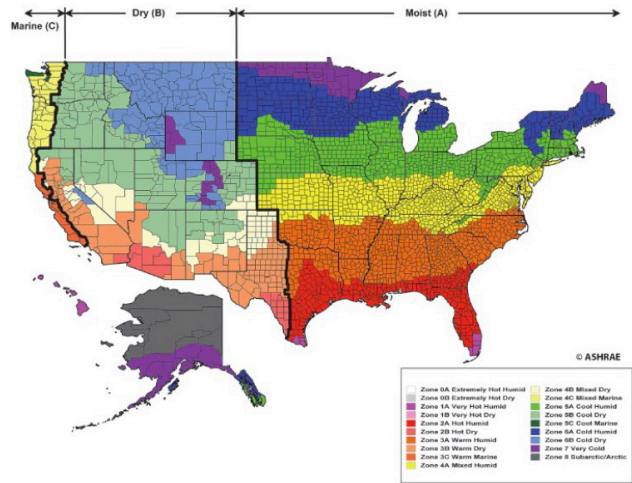 Marine (C)
Dry (B)
Moist (A)
© ASHRAE
Zone 0A Extremely Hot Humid
Zone 0B Extremely Hot Dry
Zone 1A Very Hot Humid
Zone 1B Very Hot Dry
Zone 2A Hot Humid
Zone 2B Hot Dry
Zone 3A Warm Humid
Zone 3B Warm Dry
Zone 3C Warm Marine
Zone 4A Mixed Humid
Zone 4B Mixed Dry
Zone 4C Mixed Marine
Zone 5A Cool Humid
Zone 5B Cool Dry
Zone 5C Cool Marine
Zone 6A Cold Humid
Zone 6B Cold Dry
Zone 7 Very Cold
Zone 8 Subarctic/Arctic